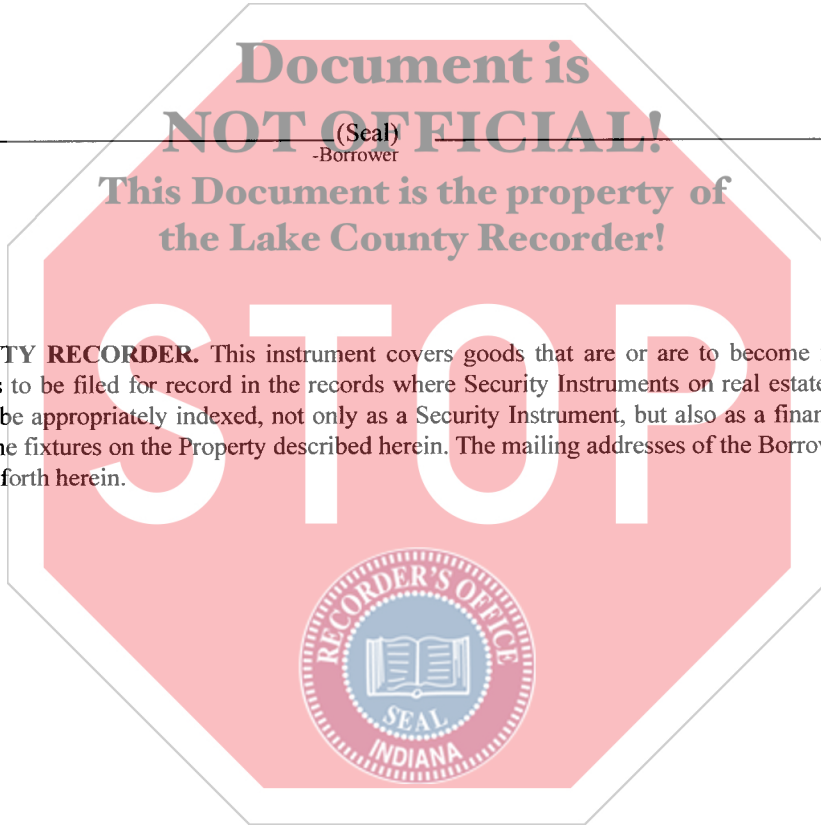 Document is
NOT OFFICIAL!
(Seal)
-Borrower
This Document is the property of
the Lake County Recorder!
STOP
TY RECORDER. This instrument covers goods that are or are to become
s to be filed for record in the records where Security Instruments on real estate
be appropriately indexed, not only as a Security Instrument, but also as a finan
ne fixtures on the Property described herein. The mailing addresses of the Borrow
forth herein.
RECORDER'S OFFICE
SEAL
INDIANA